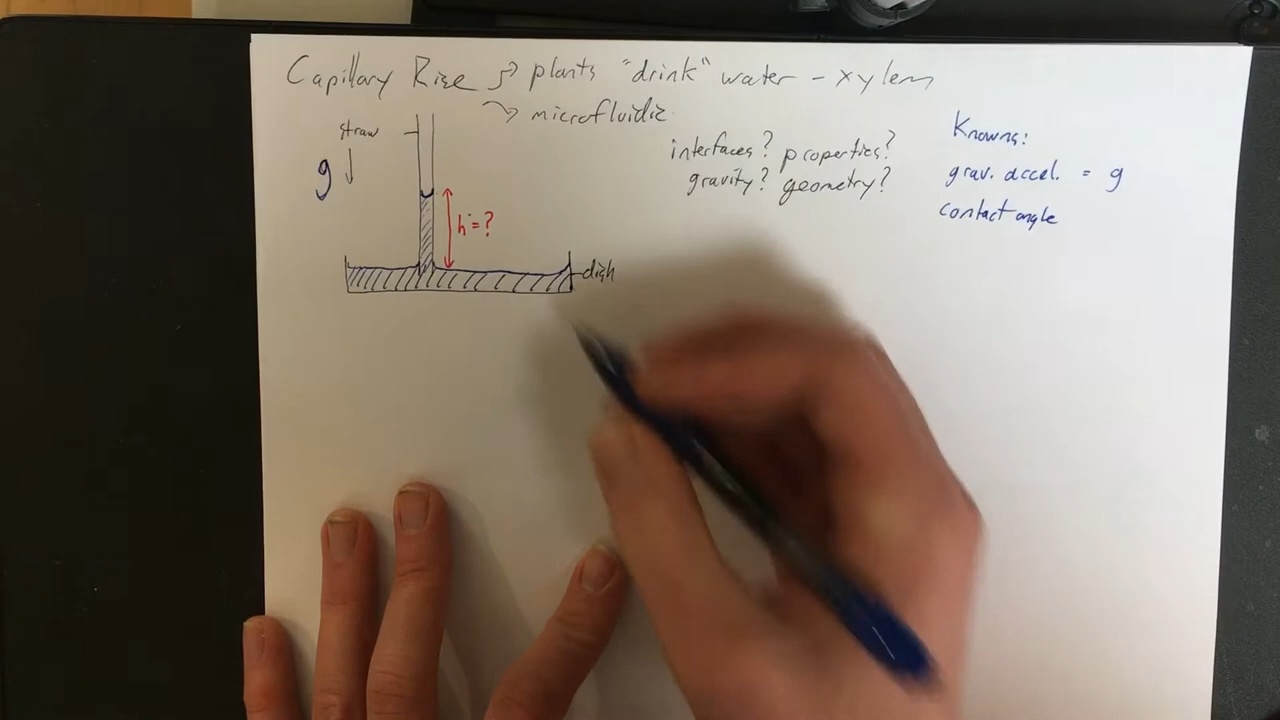 Capillary Rise → plants "drink" water - xylem
→ microfluidic
straw
g
interfaces? properties?
gravity? geometry?
h = ?
dish
Knowns:
grav. accel. = g
contact angle